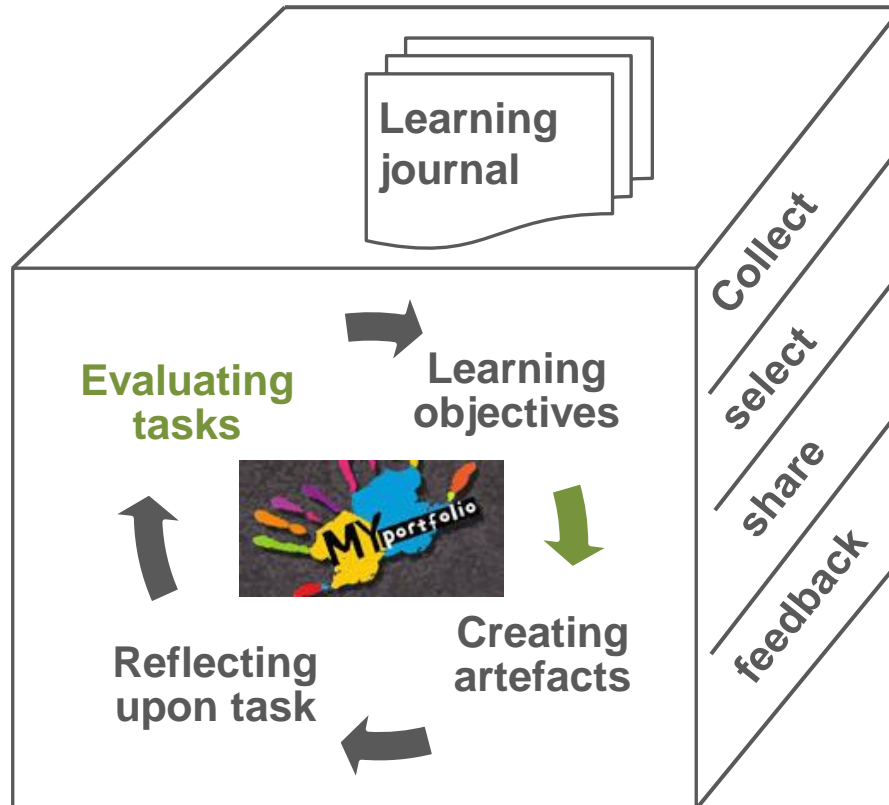 Learning
journal
Collect
select
share
feedback
Evaluating
tasks
Learning
objectives
MY portfolio
Reflecting
upon task
Creating
artefacts